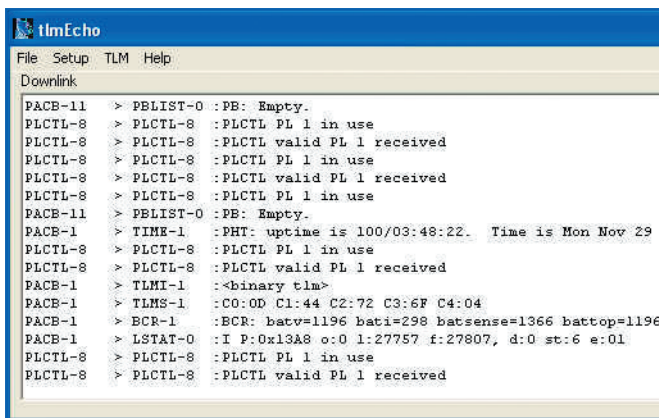 tlmEcho
File Setup TLM Help
Downlink
PACB-11 > PBLIST-0 :PB: Empty.
PLCTL-8 > PLCTL-8 :PLCTL PL 1 in use
PLCTL-8 > PLCTL-8 :PLCTL valid PL 1 received
PLCTL-8 > PLCTL-8 :PLCTL PL 1 in use
PLCTL-8 > PLCTL-8 :PLCTL valid PL 1 received
PLCTL-8 > PLCTL-8 :PLCTL PL 1 in use
PACB-11 > PBLIST-0 :PB: Empty.
PACB-1 > TIME-1 :PHT: uptime is 100/03:48:22. Time is Mon Nov 29
PLCTL-8 > PLCTL-8 :PLCTL PL 1 in use
PLCTL-8 > PLCTL-8 :PLCTL valid PL 1 received
PACB-1 > TLMI-1 :<binary tlm>
PACB-1 > TLMS-1 :C0:0D C1:44 C2:72 C3:6F C4:04
PACB-1 > BCR-1 :BCR: batv=1196 bati=298 batsense=1366 battop=1196
PACB-1 > LSTAT-0 :I P:0x13A8 o:0 l:27757 f:27807, d:0 st:6 e:01
PLCTL-8 > PLCTL-8 :PLCTL PL 1 in use
PLCTL-8 > PLCTL-8 :PLCTL valid PL 1 received